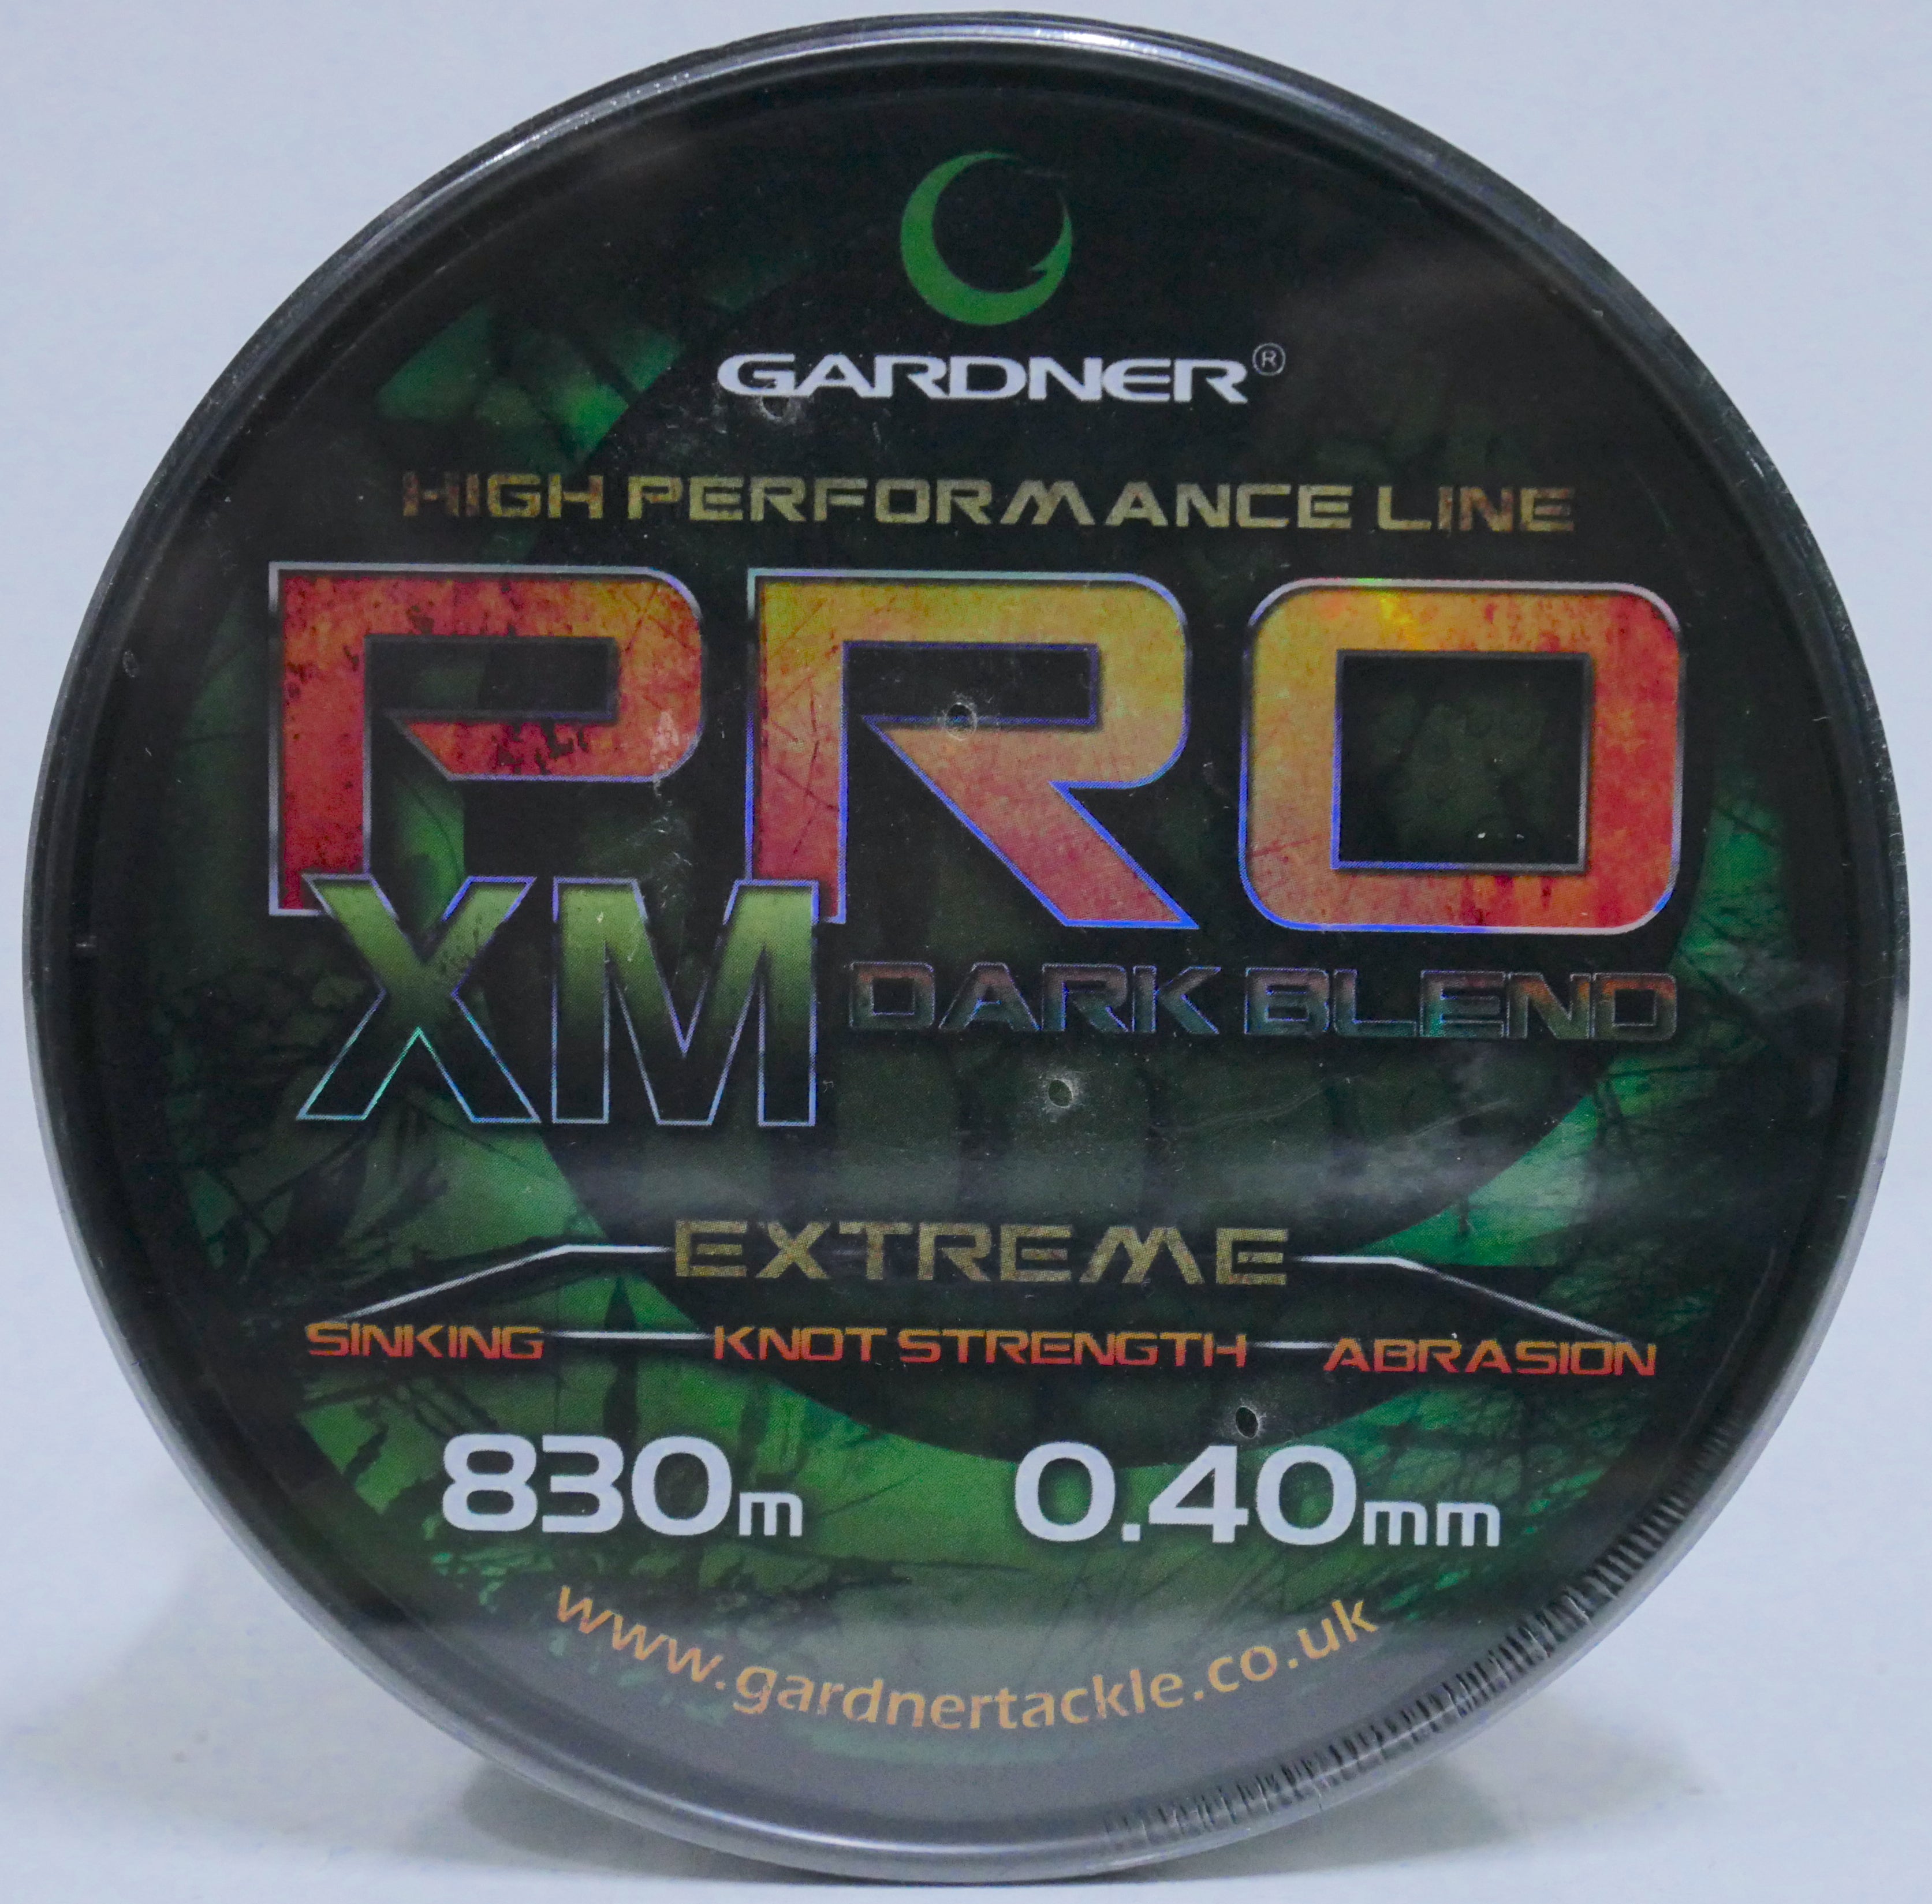 GARDNER®
HIGH PERFORMANCE LINE
PRO
XM DARK BLEND
EXTREME
SINKING KNOT STRENGTH ABRASION
830m 0.40mm
www.gardnertackle.co.uk